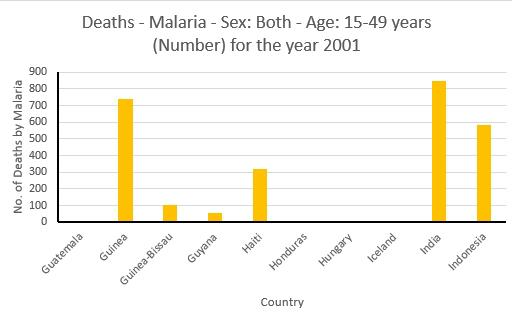 Deaths - Malaria - Sex: Both - Age: 15-49 years
(Number) for the year 2001
No. of Deaths by Malaria
900
800
700
600
500
400
300
200
100
0
Guatemala
Guinea
Guinea-Bissau
Guyana
Haiti
Honduras
Hungary
Iceland
India
Indonesia
Country